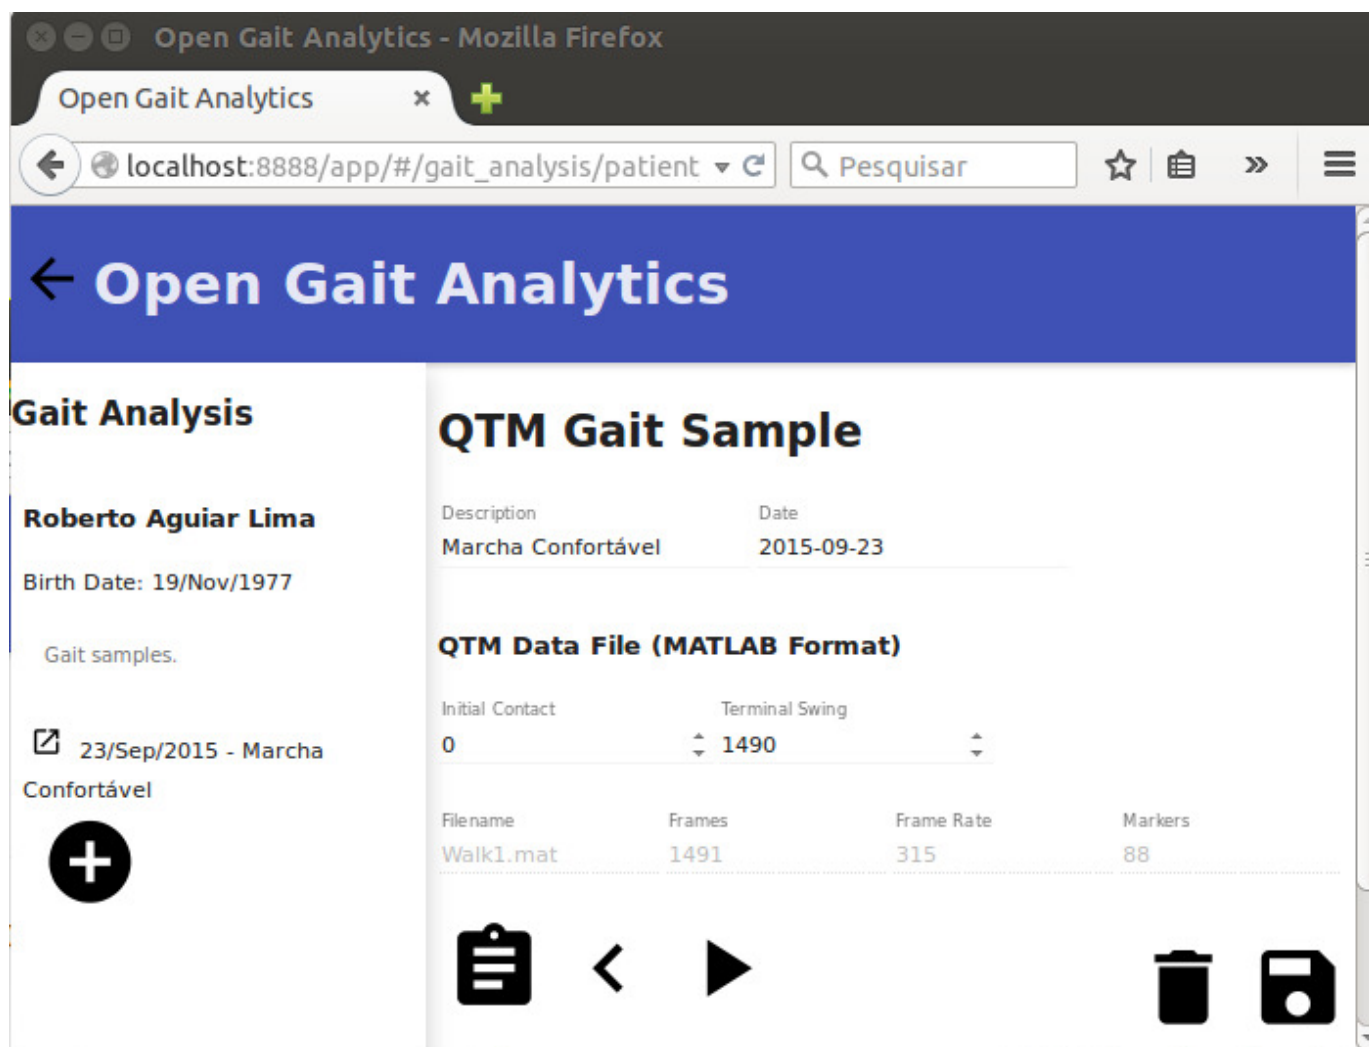 Open Gait Analytics - Mozilla Firefox
Open Gait Analytics
localhost:8888/app/#/gait_analysis/patient
Pesquisar
Open Gait Analytics
Gait Analysis
Roberto Aguiar Lima
Birth Date: 19/Nov/1977
Gait samples.
23/Sep/2015 - Marcha
Confortável
QTM Gait Sample
Description Date
Marcha Confortável 2015-09-23
QTM Data File (MATLAB Format)
Initial Contact Terminal Swing
0 1490
Filename Frames Frame Rate Markers
Walk1.mat 1491 315 88